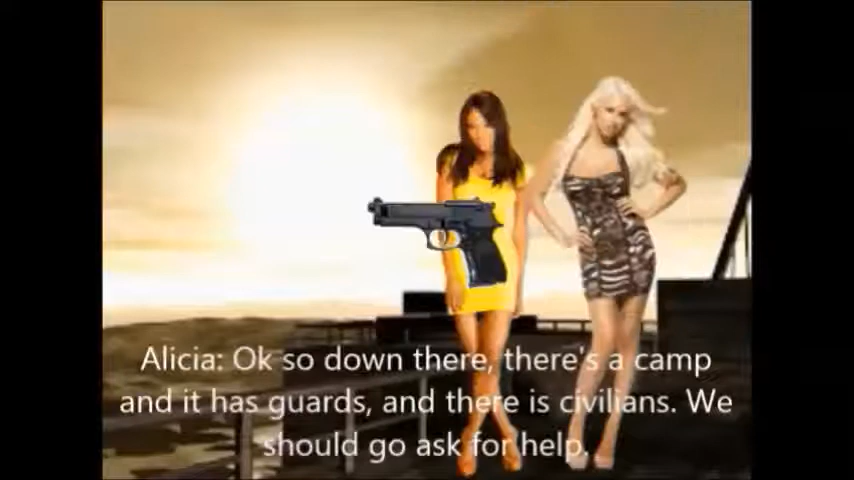 Alicia: Ok so down there, there's a camp
and it has guards, and there is civilians. We
should go ask for help.